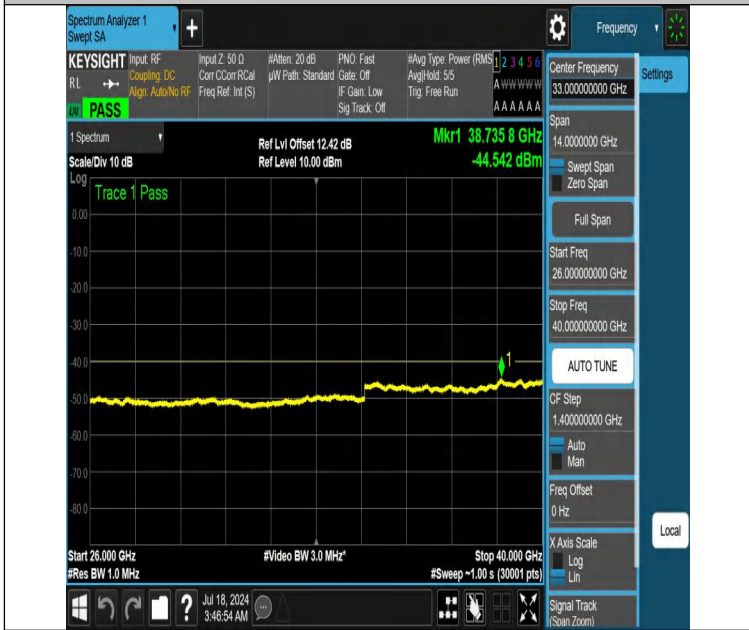 Spectrum Analyzer 1
Swept SA
+
Frequency
KEYSIGHT
RL
LXI PASS
Input: RF
Coupling: DC
Align: Auto/No RF
Input Z: 50 Ω
Corr CCorr RCal
Freq Ref: Int (S)
#Atten: 20 dB
µW Path: Standard
PNO: Fast
Gate: Off
IF Gain: Low
Sig Track: Off
#Avg Type: Power (RMS
Avg|Hold: 5/5
Trig: Free Run
1 2 3 4 5 6
A W W W W W
A A A A A A
1 Spectrum
Scale/Div 10 dB
Ref Lvl Offset 12.42 dB
Ref Level 10.00 dBm
Mkr1 38.735 8 GHz
-44.542 dBm
Log
Trace 1 Pass
0.00
-10.0
-20.0
-30.0
-40.0
-50.0
-60.0
-70.0
-80.0
1
Start 26.000 GHz
#Res BW 1.0 MHz
#Video BW 3.0 MHz*
Stop 40.000 GHz
#Sweep ~1.00 s (30001 pts)
?
Jul 18, 2024
3:46:54 AM
Center Frequency
33.000000000 GHz
Settings
Span
14.0000000 GHz
Swept Span
Zero Span
Full Span
Start Freq
26.000000000 GHz
Stop Freq
40.000000000 GHz
AUTO TUNE
CF Step
1.400000000 GHz
Auto
Man
Freq Offset
0 Hz
X Axis Scale
Log
Lin
Local
Signal Track
(Span Zoom)